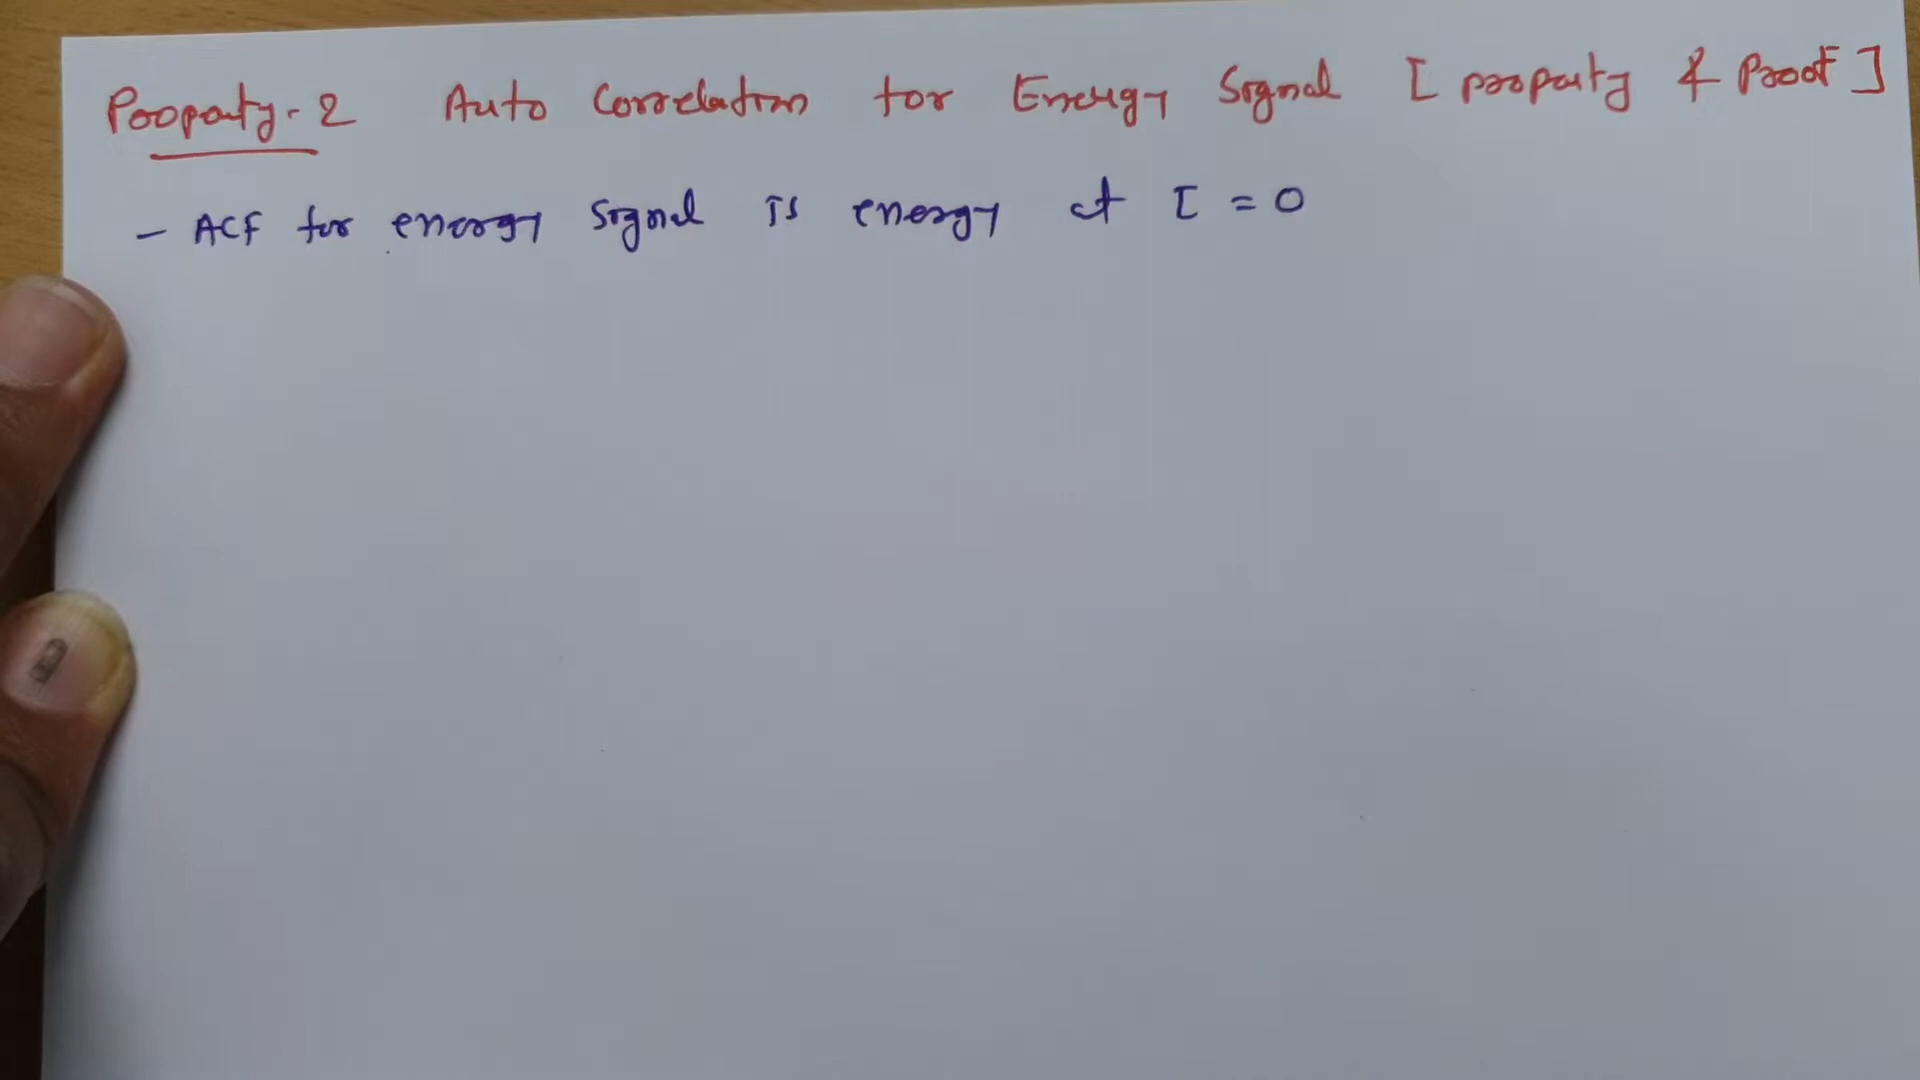 Property-2 Auto Correlation for Energy Signal [property & Proof]
- ACF for energy signal is energy at τ = 0